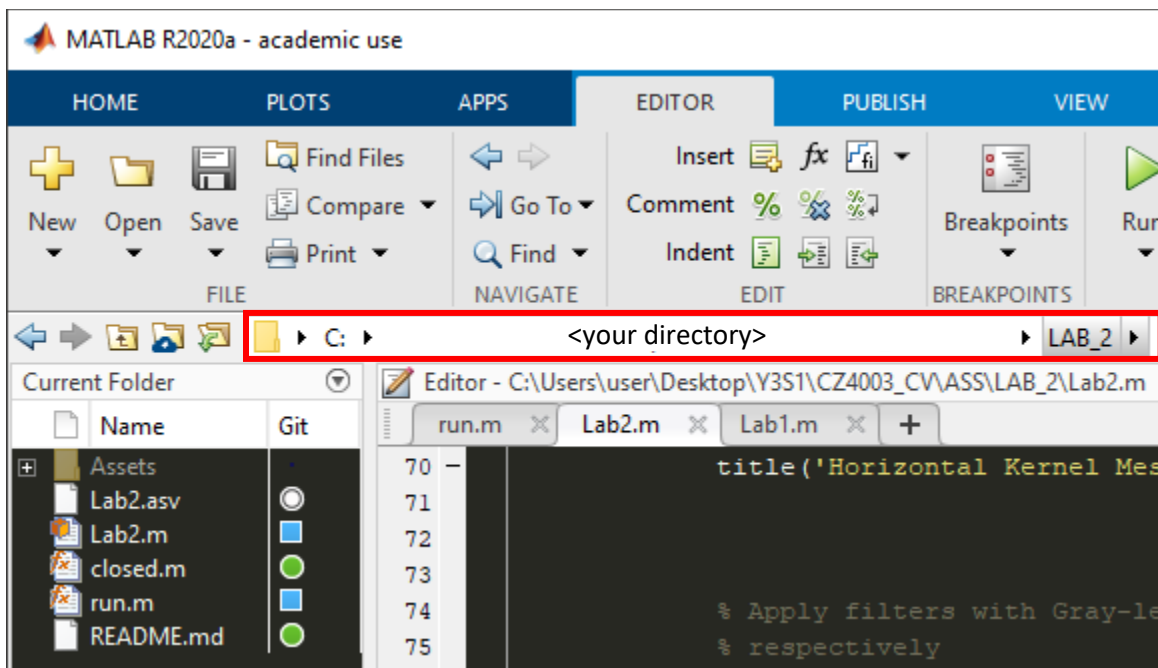 MATLAB R2020a - academic use
HOME PLOTS APPS EDITOR PUBLISH VIEW
New Open Save Find Files Compare Print
FILE
Go To Find
NAVIGATE
Insert fx fi
Comment % % %
Indent
EDIT
Breakpoints
BREAKPOINTS
Run
C: <your directory> LAB_2
Current Folder
Name Git
Assets
Lab2.asv
Lab2.m
closed.m
run.m
README.md
Editor - C:\Users\user\Desktop\Y3S1\CZ4003_CV\ASS\LAB_2\Lab2.m
run.m Lab2.m Lab1.m +
70 title('Horizontal Kernel Mes
71
72
73
74 % Apply filters with Gray-le
75 % respectively